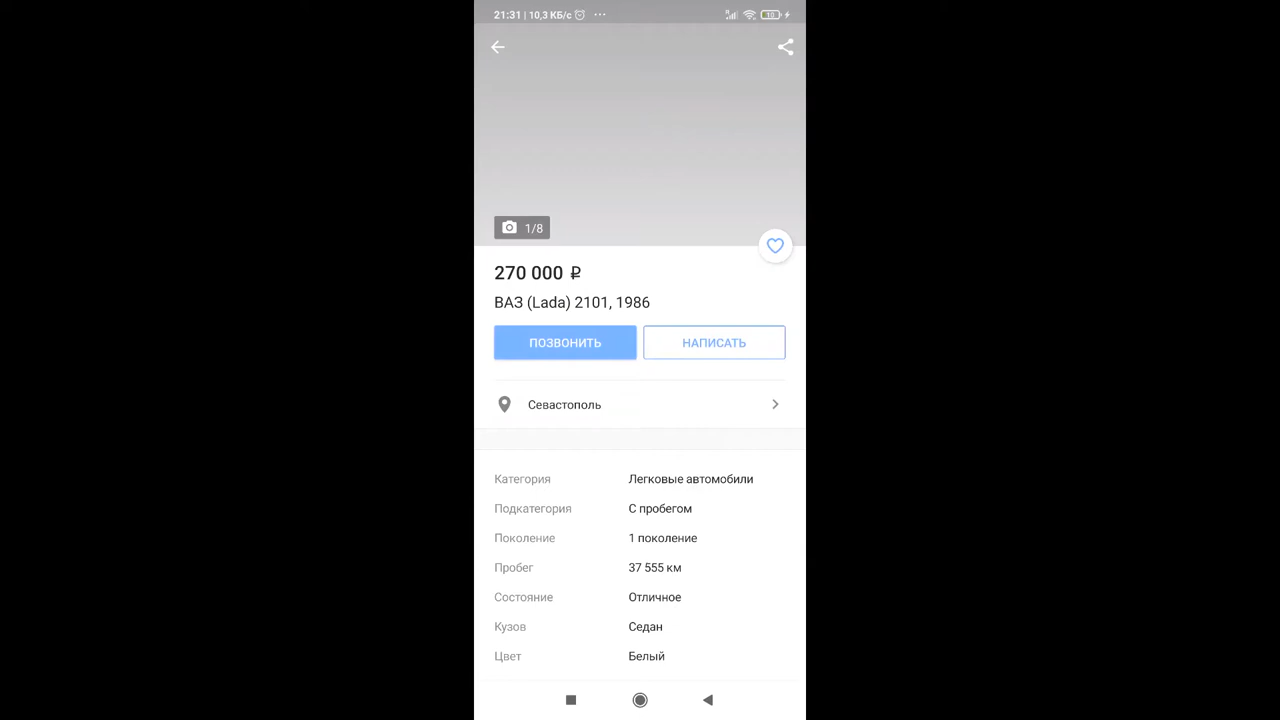 21:31 | 10,3 КБ/с ...
10
1/8
270 000 ₽
ВАЗ (Lada) 2101, 1986
ПОЗВОНИТЬ
НАПИСАТЬ
Севастополь
Категория Легковые автомобили
Подкатегория С пробегом
Поколение 1 поколение
Пробег 37 555 км
Состояние Отличное
Кузов Седан
Цвет Белый